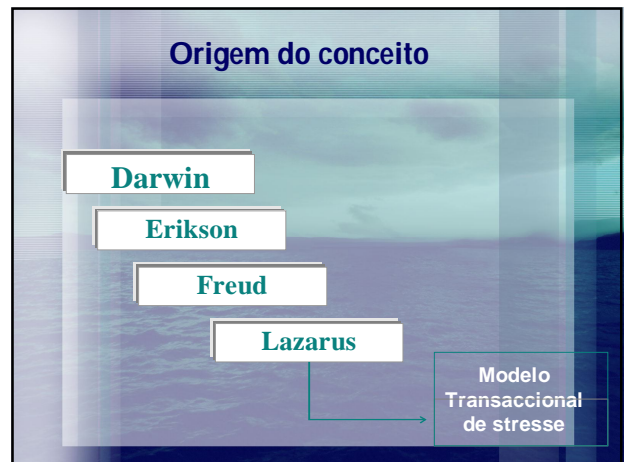 Origem do conceito
Darwin
Erikson
Freud
Lazarus
Modelo
Transaccional
de stresse